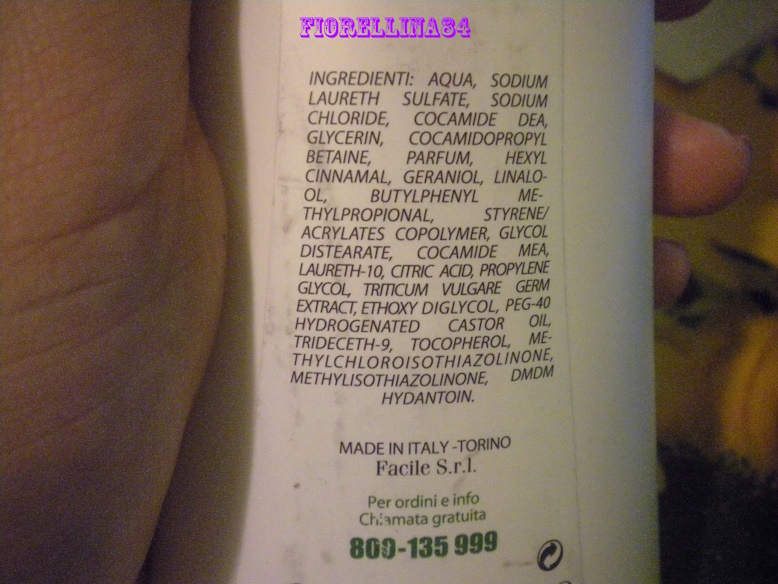 FIORELLINA84
INGREDIENTI: AQUA, SODIUM
LAURETH SULFATE, SODIUM
CHLORIDE, COCAMIDE DEA,
GLYCERIN, COCAMIDOPROPYL
BETAINE, PARFUM, HEXYL
CINNAMAL, GERANIOL, LINALO-
OL, BUTYLPHENYL ME-
THYLPROPIONAL, STYRENE/
ACRYLATES COPOLYMER, GLYCOL
DISTEARATE, COCAMIDE MEA,
LAURETH-10, CITRIC ACID, PROPYLENE
GLYCOL, TRITICUM VULGARE GERM
EXTRACT, ETHOXY DIGLYCOL, PEG-40
HYDROGENATED CASTOR OIL,
TRIDECETH-9, TOCOPHEROL, ME-
THYLCHLOROISOTHIAZOLINONE,
METHYLISOTHIAZOLINONE, DMDM
HYDANTOIN.
MADE IN ITALY -TORINO
Facile S.r.l.
Per ordini e info
Chiamata gratuita
800-135 999